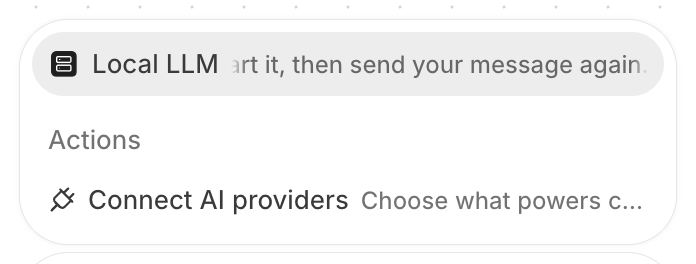 Local LLM art it, then send your message again.
Actions
Connect AI providers Choose what powers c...